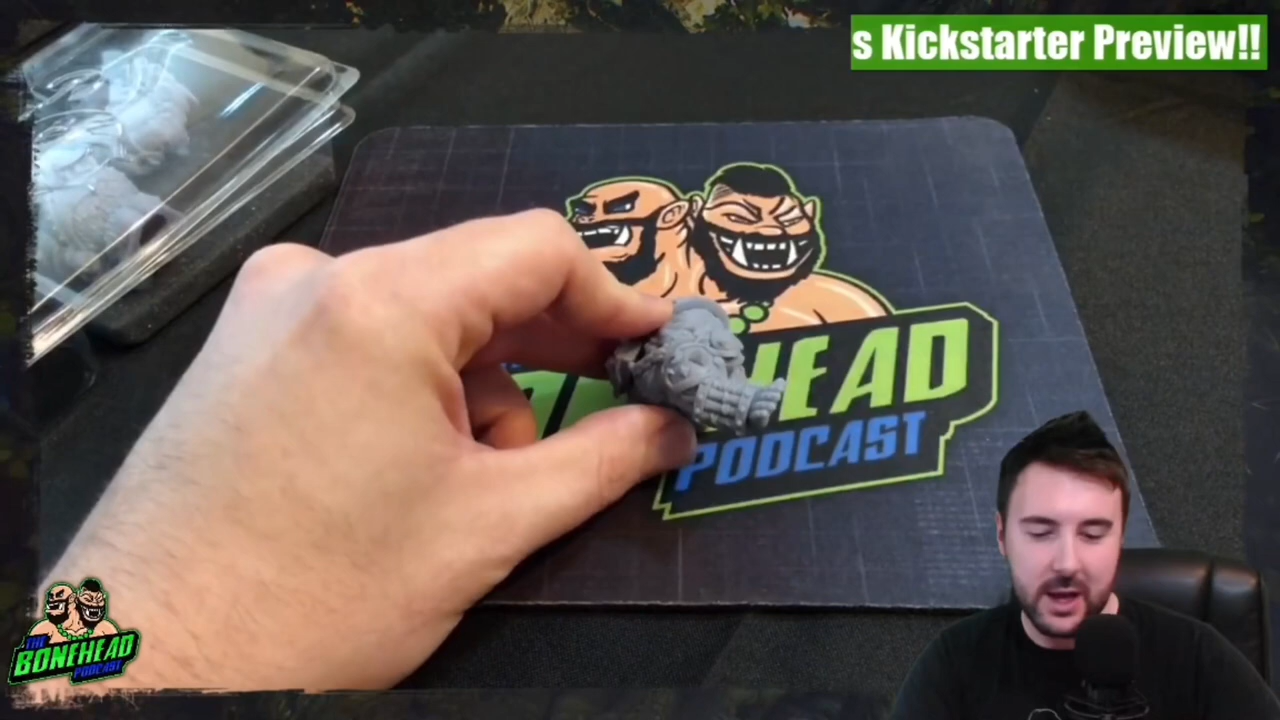 s Kickstarter Preview!!
HEAD
PODCAST
THE
BONEHEAD
PODCAST